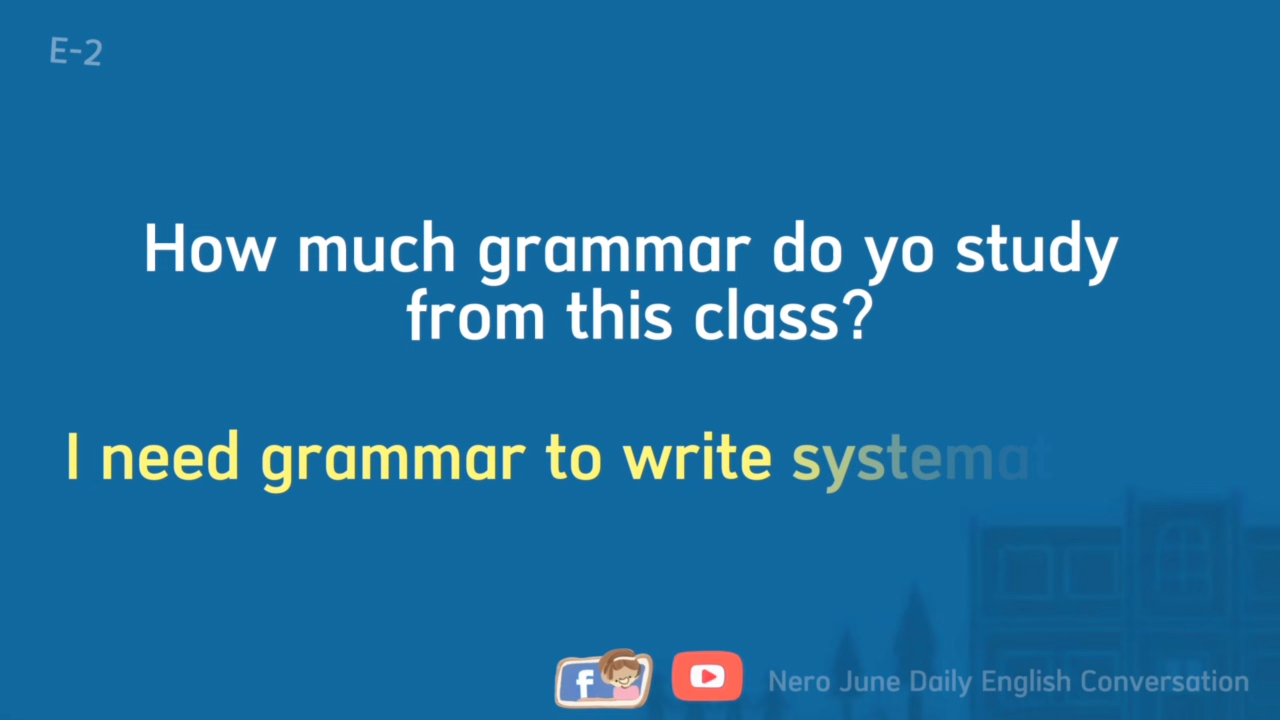 E-2
How much grammar do yo study
from this class?
I need grammar to write systemat
f
Nero June Daily English Conversation